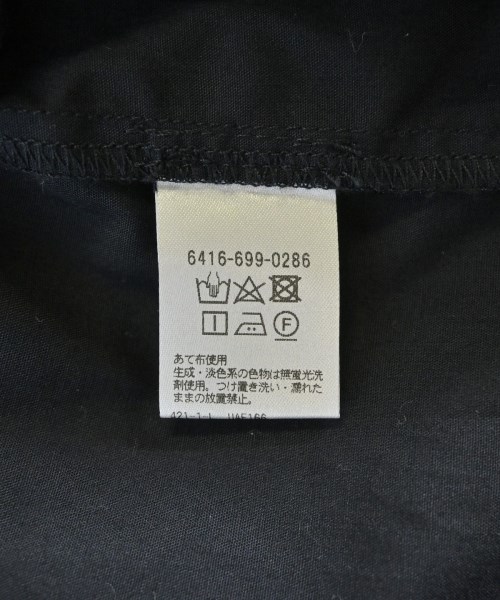 6416-699-0286
F
あて布使用
生成・淡色系の色物は無蛍光洗
剤使用。つけ置き洗い・濡れた
ままの放置禁止。